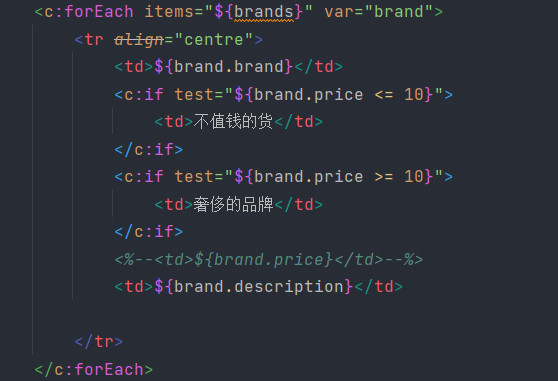 <c:forEach items="${brands}" var="brand">
<tr align="centre">
<td>${brand.brand}</td>
<c:if test="${brand.price <= 10}">
<td>不值钱的货</td>
</c:if>
<c:if test="${brand.price >= 10}">
<td>奢侈的品牌</td>
</c:if>
<%--<td>${brand.price}</td>--%>
<td>${brand.description}</td>
</tr>
</c:forEach>